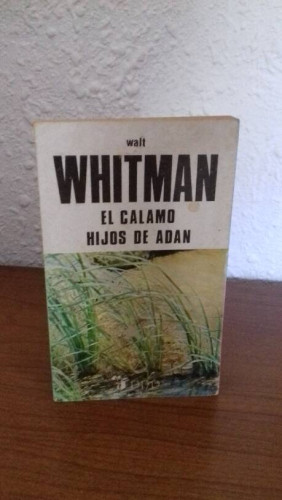 walt
WHITMAN
EL CALAMO
HIJOS DE ADAN